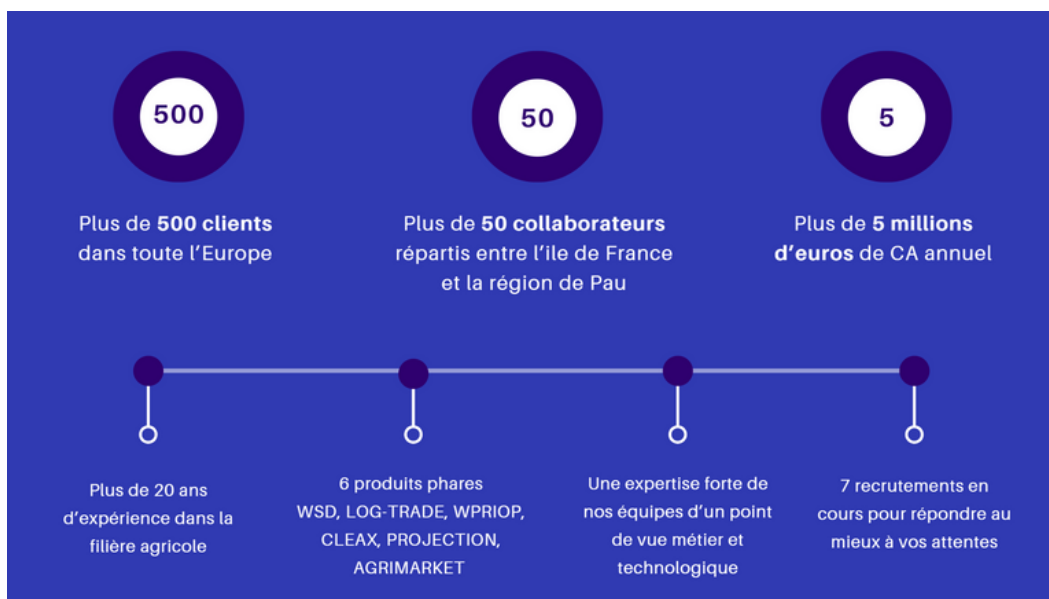 500
Plus de 500 clients
dans toute l'Europe
50
Plus de 50 collaborateurs
répartis entre l'ile de France
et la région de Pau
5
Plus de 5 millions
d'euros de CA annuel
Plus de 20 ans
d'expérience dans la
filière agricole
6 produits phares
WSD, LOG-TRADE, WPRIOP,
CLEAX, PROJECTION,
AGRIMARKET
Une expertise forte de
nos équipes d'un point
de vue métier et
technologique
7 recrutements en
cours pour répondre au
mieux à vos attentes